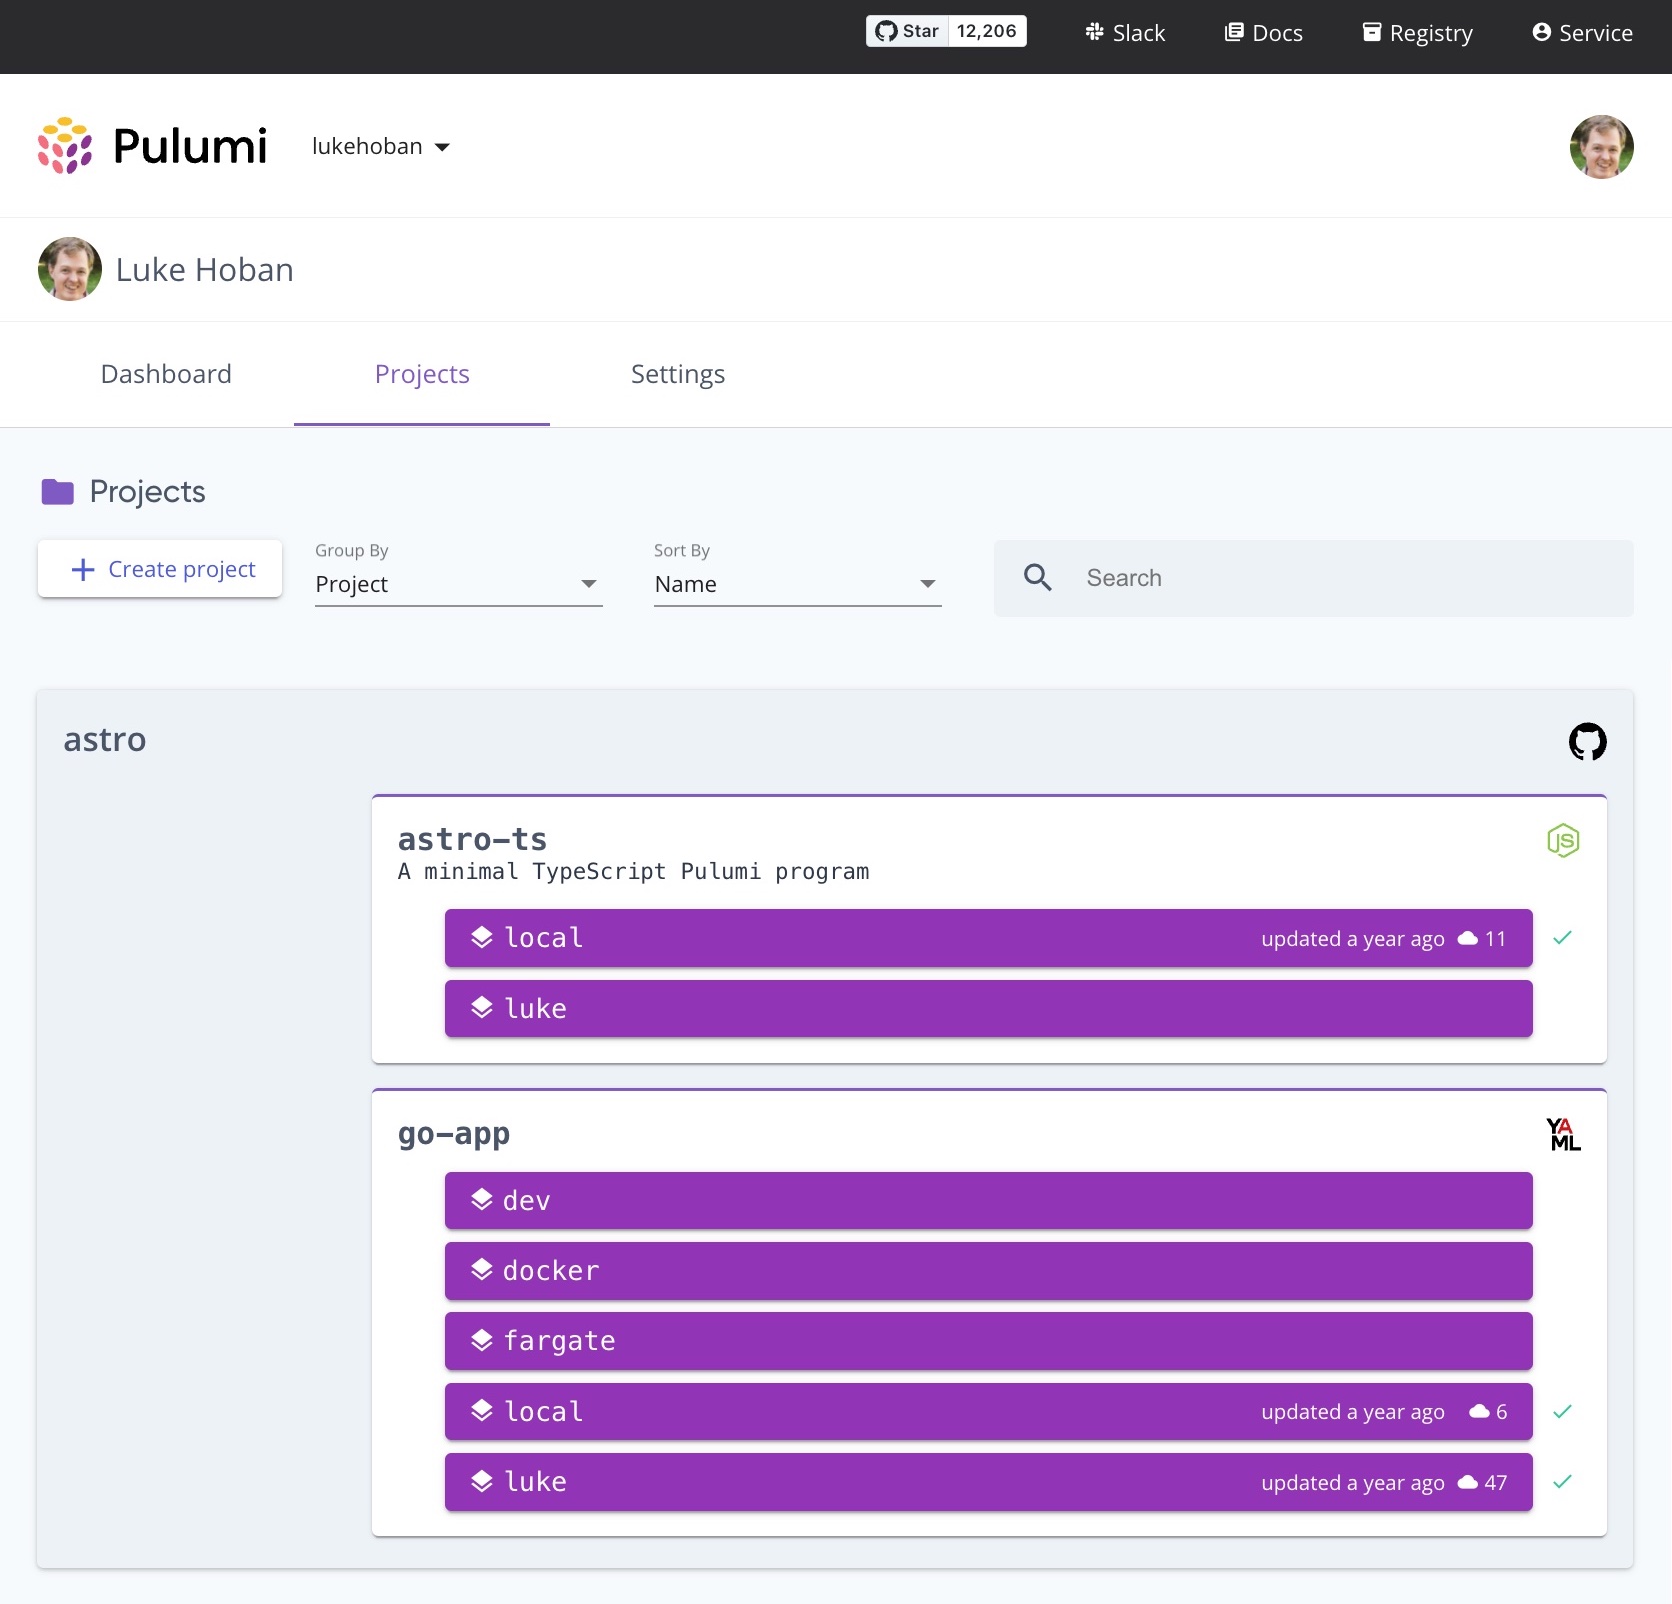 Star 12,206 Slack Docs Registry Service
Pulumi lukehoban
Luke Hoban
Dashboard Projects Settings
Projects
Create project
Group By
Project
Sort By
Name
Search
astro
astro-ts
JS
A minimal TypeScript Pulumi program
local updated a year ago 11
luke
go-app
YAML
dev
docker
fargate
local updated a year ago 6
luke updated a year ago 47